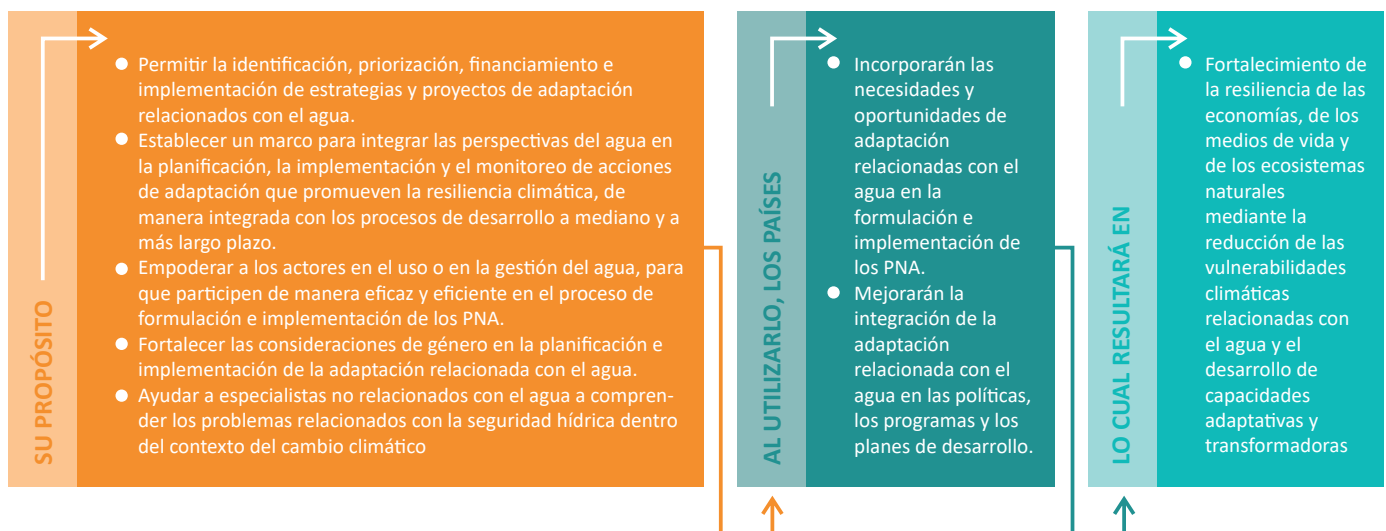 SU PROPÓSITO
● Permitir la identificación, priorización, financiamiento e
implementación de estrategias y proyectos de adaptación
relacionados con el agua.
● Establecer un marco para integrar las perspectivas del agua en
la planificación, la implementación y el monitoreo de acciones
de adaptación que promueven la resiliencia climática, de
manera integrada con los procesos de desarrollo a mediano y a
más largo plazo.
● Empoderar a los actores en el uso o en la gestión del agua, para
que participen de manera eficaz y eficiente en el proceso de
formulación e implementación de los PNA.
● Fortalecer las consideraciones de género en la planificación e
implementación de la adaptación relacionada con el agua.
● Ayudar a especialistas no relacionados con el agua a compren-
der los problemas relacionados con la seguridad hídrica dentro
del contexto del cambio climático
AL UTILIZARLO, LOS PAÍSES
● Incorporarán las
necesidades y
oportunidades de
adaptación
relacionadas con el
agua en la
formulación e
implementación de
los PNA.
● Mejorarán la
integración de la
adaptación
relacionada con el
agua en las políticas,
los programas y los
planes de desarrollo.
LO CUAL RESULTARÁ EN
● Fortalecimiento de
la resiliencia de las
economías, de los
medios de vida y
de los ecosistemas
naturales
mediante la
reducción de las
vulnerabilidades
climáticas
relacionadas con
el agua y el
desarrollo de
capacidades
adaptativas y
transformadoras